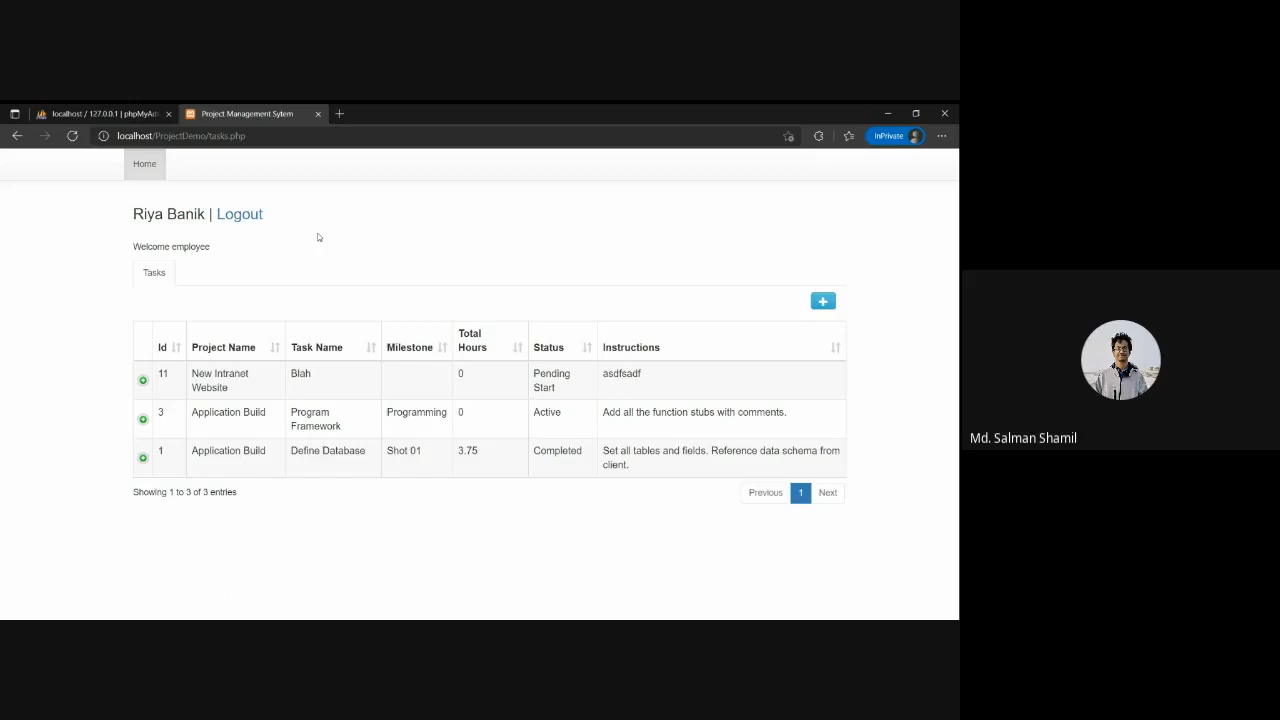 localhost / 127.0.0.1 | phpMyAd
Project Management Sytem
localhost/ProjectDemo/tasks.php
InPrivate
Home
Riya Banik | Logout
Welcome employee
Tasks
Id Project Name Task Name Milestone Total Hours Status Instructions
11 New Intranet Website Blah 0 Pending Start asdfsadf
3 Application Build Program Framework Programming 0 Active Add all the function stubs with comments.
1 Application Build Define Database Shot 01 3.75 Completed Set all tables and fields. Reference data schema from client.
Showing 1 to 3 of 3 entries
Previous 1 Next
Md. Salman Shamil